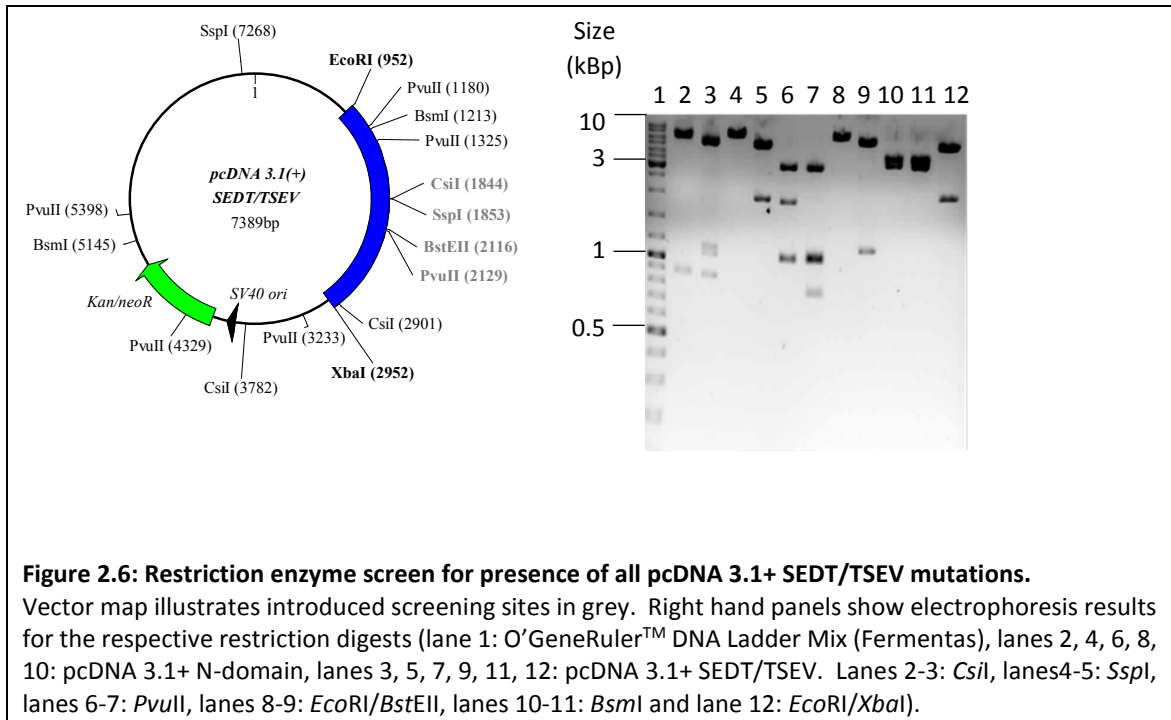 SspI (7268)
EcoRI (952)
PvuII (1180)
1
BsmI (1213)
PvuII (1325)
pcDNA 3.1(+)
SEDT/TSEV
7389bp
CsiI (1844)
SspI (1853)
BstEII (2116)
PvuII (2129)
PvuII (5398)
BsmI (5145)
Kan/neoR
SV40 ori
CsiI (2901)
PvuII (4329)
PvuII (3233)
XbaI (2952)
CsiI (3782)
Size
(kBp)
1 2 3 4 5 6 7 8 9 10 11 12
10
3
1
0.5
Figure 2.6: Restriction enzyme screen for presence of all pcDNA 3.1+ SEDT/TSEV mutations.
Vector map illustrates introduced screening sites in grey. Right hand panels show electrophoresis results
for the respective restriction digests (lane 1: O’GeneRuler™ DNA Ladder Mix (Fermentas), lanes 2, 4, 6, 8,
10: pcDNA 3.1+ N-domain, lanes 3, 5, 7, 9, 11, 12: pcDNA 3.1+ SEDT/TSEV. Lanes 2-3: CsiI, lanes4-5: SspI,
lanes 6-7: PvuII, lanes 8-9: EcoRI/BstEII, lanes 10-11: BsmI and lane 12: EcoRI/XbaI).